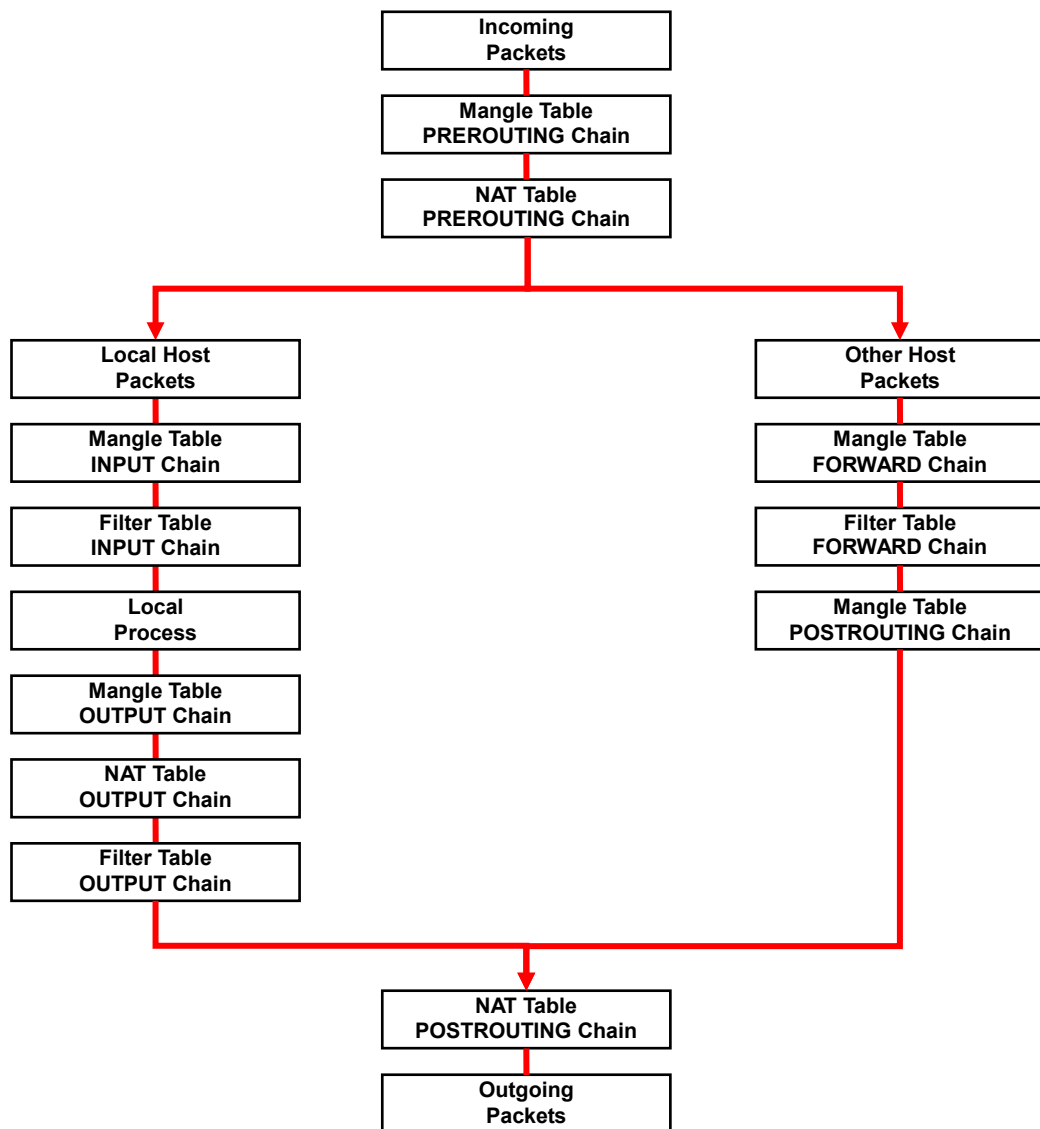 Incoming
Packets
Mangle Table
PREROUTING Chain
NAT Table
PREROUTING Chain
Local Host
Packets
Mangle Table
INPUT Chain
Filter Table
INPUT Chain
Local
Process
Mangle Table
OUTPUT Chain
NAT Table
OUTPUT Chain
Filter Table
OUTPUT Chain
Other Host
Packets
Mangle Table
FORWARD Chain
Filter Table
FORWARD Chain
Mangle Table
POSTROUTING Chain
NAT Table
POSTROUTING Chain
Outgoing
Packets